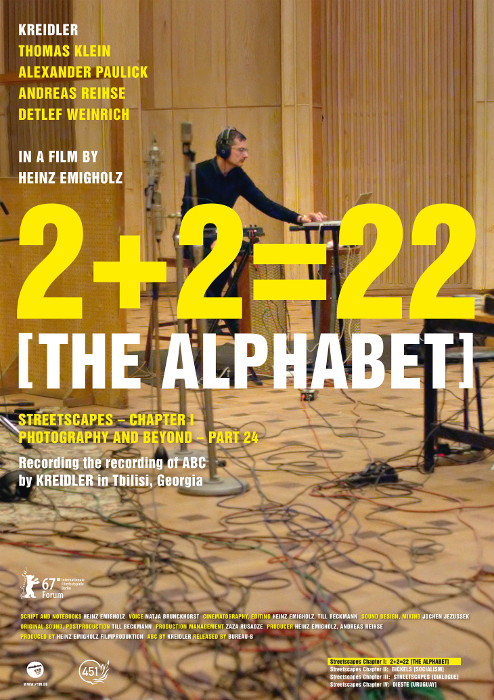 KREIDLER
THOMAS KLEIN
ALEXANDER PAULICK
ANDREAS REIHSE
DETLEF WEINRICH
IN A FILM BY
HEINZ EMIGHOLZ
2+2=22
[THE ALPHABET]
STREETSCAPES – CHAPTER I
PHOTOGRAPHY AND BEYOND – PART 24
Recording the recording of ABC
by KREIDLER in Tbilisi, Georgia
67
Forum
SCRIPT AND NOTEBOOKS HEINZ EMIGHOLZ VOICE NATJA BRUNCKHORST CINEMATOGRAPHY, EDITING HEINZ EMIGHOLZ, TILL BECKMANN SOUND DESIGN, MIXING JOCHEN JEZUSSEK
ORIGINAL SOUND, POSTPRODUCTION TILL BECKMANN PRODUCTION MANAGEMENT ZAZA RUSADZE PRODUCER HEINZ EMIGHOLZ, ANDREAS REIHSE
PRODUCED BY HEINZ EMIGHOLZ FILMPRODUKTION ABC BY KREIDLER RELEASED BY BUREAU-B
451
Streetscapes Chapter I: 2+2=22 [THE ALPHABET]
Streetscapes Chapter II: BICKELS [SOCIALISM]
Streetscapes Chapter III: STREETSCAPES [DIALOGUE]
Streetscapes Chapter IV: DIESTE [URUGUAY]